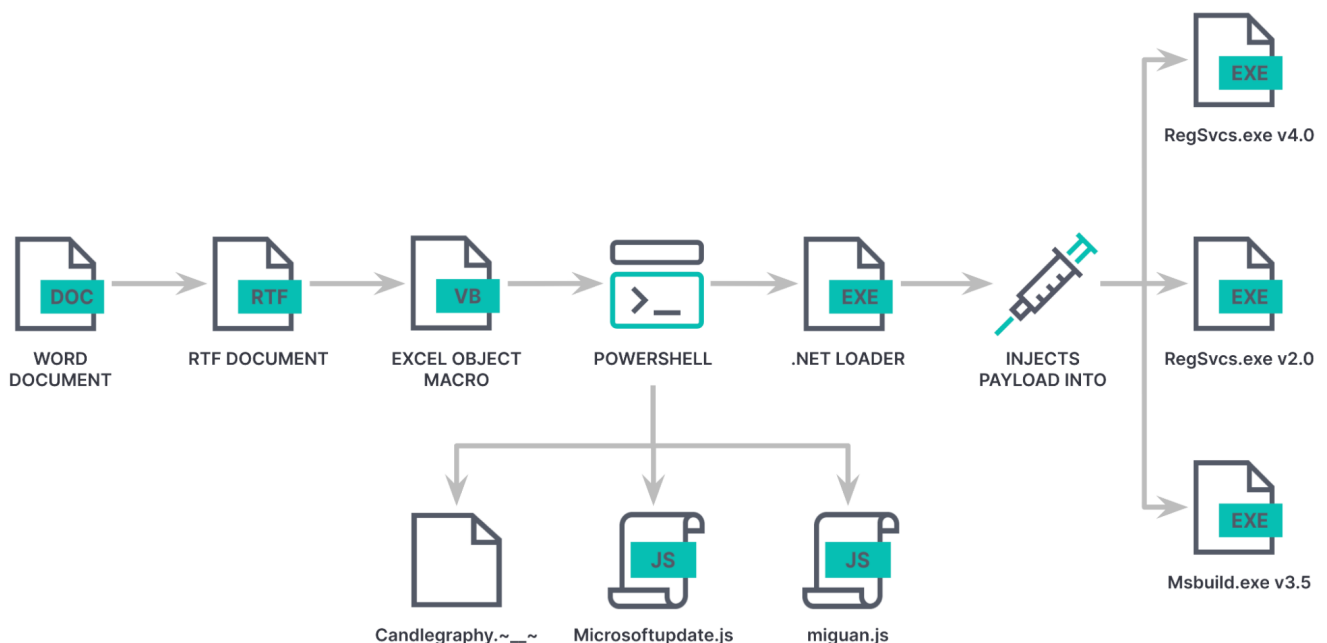 EXE
RegSvcs.exe v4.0
DOC
RTF
VB
>_
EXE
EXE
WORD
DOCUMENT
RTF DOCUMENT
EXCEL OBJECT
MACRO
POWERSHELL
.NET LOADER
INJECTS
PAYLOAD INTO
RegSvcs.exe v2.0
JS
JS
EXE
Candlegraphy.~__~
Microsoftupdate.js
miguan.js
Msbuild.exe v3.5